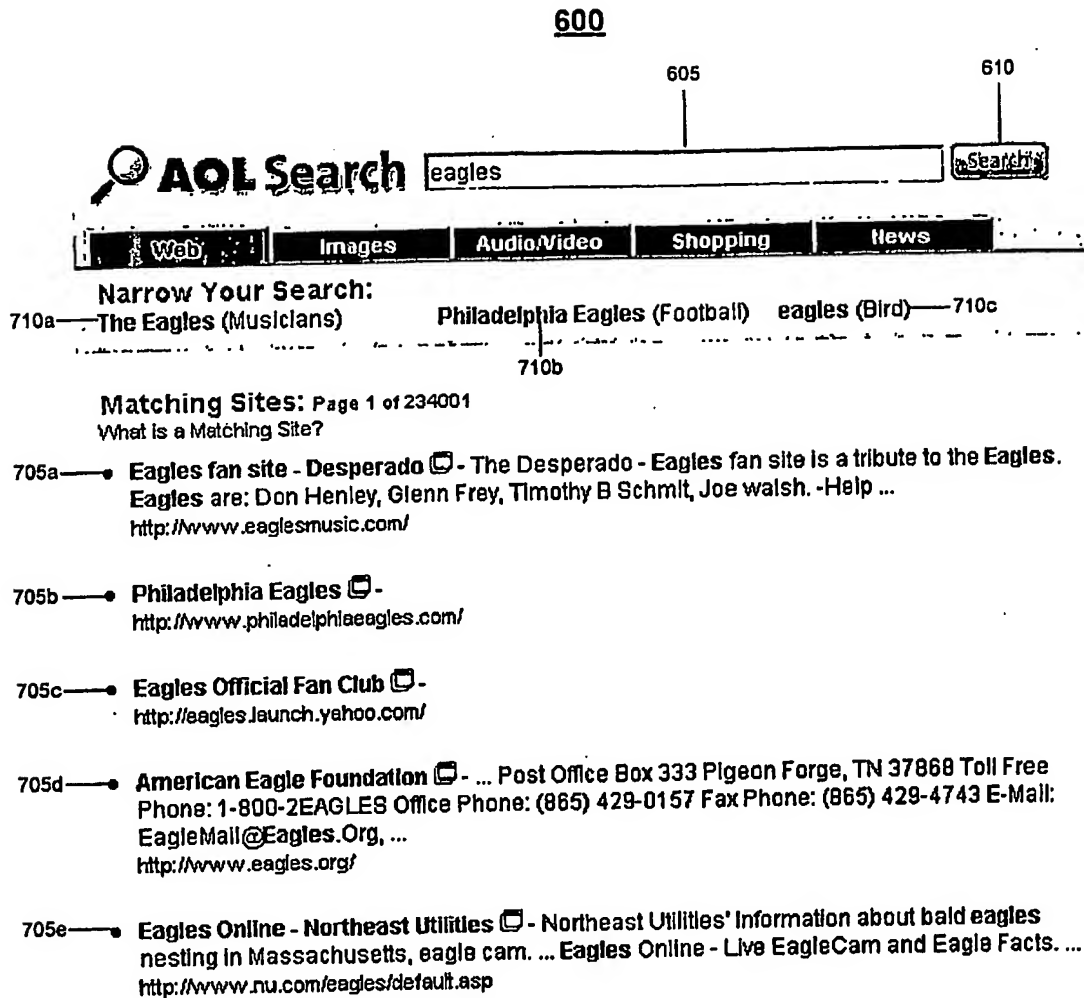 600
605 610
AOL Search eagles Search
Web Images Audio/Video Shopping News
Narrow Your Search:
710a The Eagles (Musicians) Philadelphia Eagles (Football) eagles (Bird) 710c
710b
Matching Sites: Page 1 of 234001
What is a Matching Site?
705a Eagles fan site - Desperado - The Desperado - Eagles fan site is a tribute to the Eagles.
Eagles are: Don Henley, Glenn Frey, Timothy B Schmit, Joe walsh. -Help ...
http://www.eaglesmusic.com/
705b Philadelphia Eagles -
http://www.philadelphiaeagles.com/
705c Eagles Official Fan Club -
http://eagles.launch.yahoo.com/
705d American Eagle Foundation - ... Post Office Box 333 Pigeon Forge, TN 37868 Toll Free
Phone: 1-800-2EAGLES Office Phone: (865) 429-0157 Fax Phone: (865) 429-4743 E-Mail:
EagleMail@Eagles.Org, ...
http://www.eagles.org/
705e Eagles Online - Northeast Utilities - Northeast Utilities' Information about bald eagles
nesting in Massachusetts, eagle cam. ... Eagles Online - Live EagleCam and Eagle Facts. ...
http://www.nu.com/eagles/default.asp